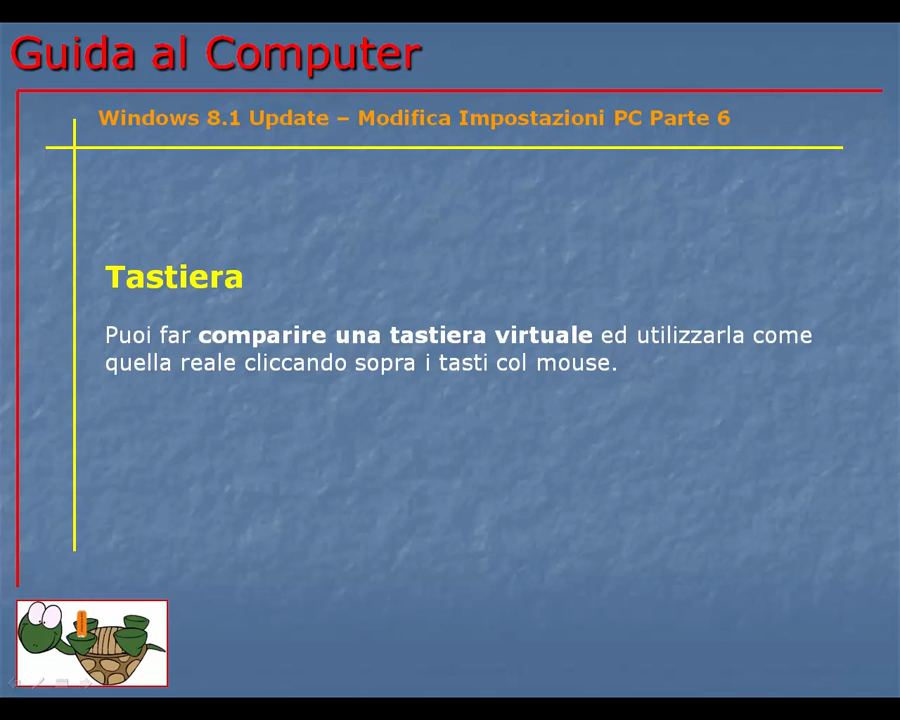 Guida al Computer
Windows 8.1 Update – Modifica Impostazioni PC Parte 6
Tastiera
Puoi far comparire una tastiera virtuale ed utilizzarla come
quella reale cliccando sopra i tasti col mouse.